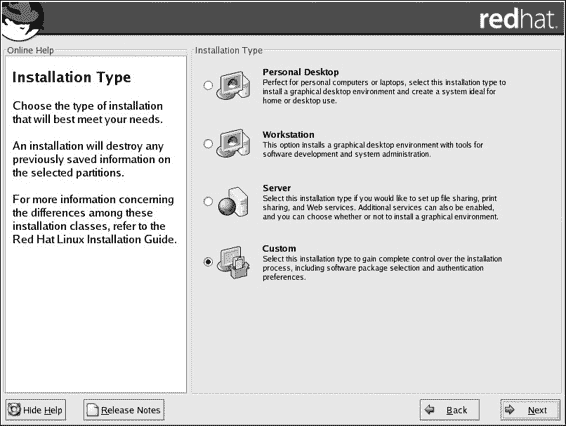 redhat.
Online Help
Installation Type
Choose the type of installation
that will best meet your needs.
An installation will destroy any
previously saved information on
the selected partitions.
For more information concerning
the differences among these
installation classes, refer to the
Red Hat Linux Installation Guide.
Installation Type
Personal Desktop
Perfect for personal computers or laptops, select this installation type to
install a graphical desktop environment and create a system ideal for
home or desktop use.
Workstation
This option installs a graphical desktop environment with tools for
software development and system administration.
Server
Select this installation type if you would like to set up file sharing, print
sharing, and Web services. Additional services can also be enabled,
and you can choose whether or not to install a graphical environment.
Custom
Select this installation type to gain complete control over the installation
process, including software package selection and authentication
preferences.
Hide Help
Release Notes
Back
Next